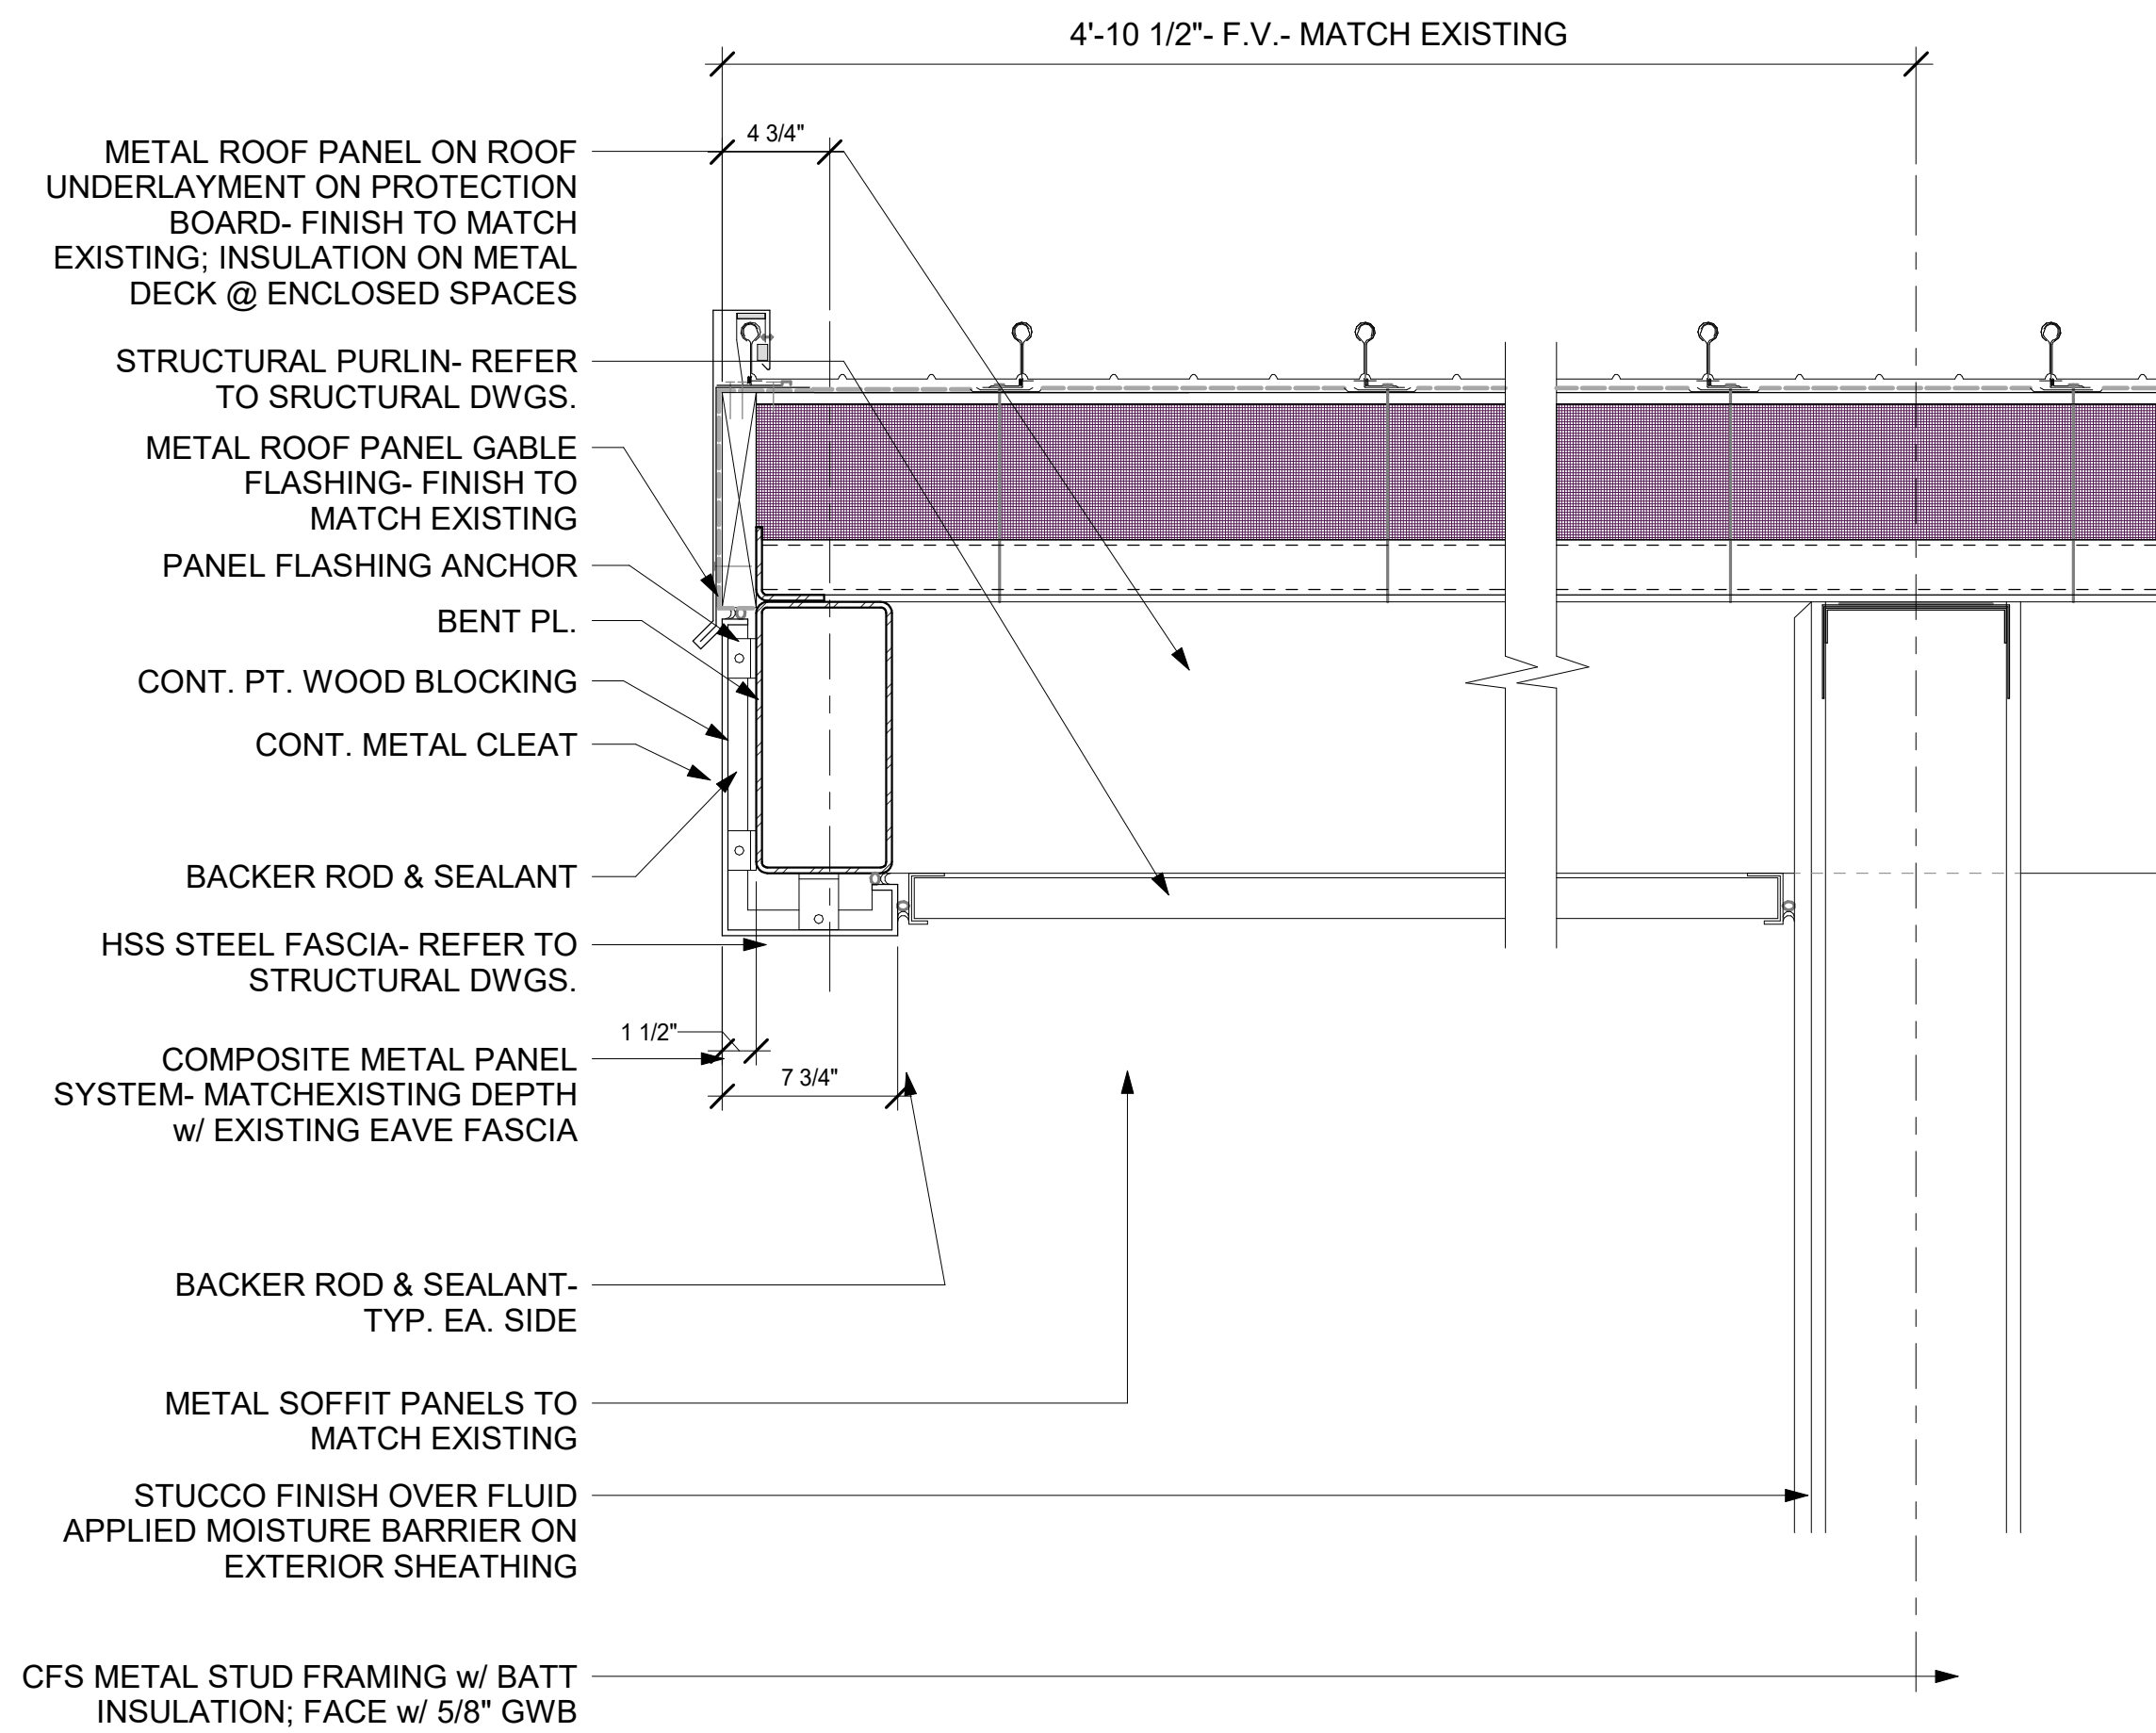 4'-10 1/2"- F.V.- MATCH EXISTING
4 3/4"
METAL ROOF PANEL ON ROOF
UNDERLAYMENT ON PROTECTION
BOARD- FINISH TO MATCH
EXISTING; INSULATION ON METAL
DECK @ ENCLOSED SPACES
STRUCTURAL PURLIN- REFER
TO SRUCTURAL DWGS.
METAL ROOF PANEL GABLE
FLASHING- FINISH TO
MATCH EXISTING
PANEL FLASHING ANCHOR
BENT PL.
CONT. PT. WOOD BLOCKING
CONT. METAL CLEAT
BACKER ROD & SEALANT
HSS STEEL FASCIA- REFER TO
STRUCTURAL DWGS.
1 1/2"
COMPOSITE METAL PANEL
SYSTEM- MATCHEXISTING DEPTH
w/ EXISTING EAVE FASCIA
7 3/4"
BACKER ROD & SEALANT-
TYP. EA. SIDE
METAL SOFFIT PANELS TO
MATCH EXISTING
STUCCO FINISH OVER FLUID
APPLIED MOISTURE BARRIER ON
EXTERIOR SHEATHING
CFS METAL STUD FRAMING w/ BATT
INSULATION; FACE w/ 5/8" GWB